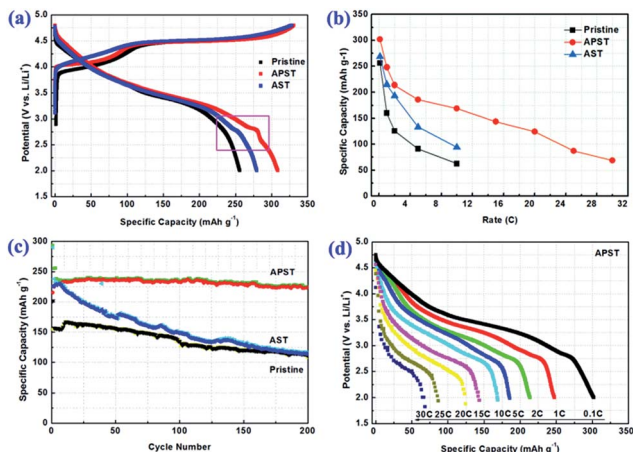 (a)
Potential (V vs. Li/Li⁺)
5.0
4.5
4.0
3.5
3.0
2.5
2.0
Pristine
APST
AST
0 50 100 150 200 250 300 350
Specific Capacity (mAh g⁻¹)
(b)
Specific Capacity (mAh g-1)
350
300
250
200
150
100
50
0
Pristine
APST
AST
0 4 8 12 16 20 24 28 32
Rate (C)
(c)
Specific Capacity (mAh g⁻¹)
300
250
200
150
100
50
0
APST
AST
Pristine
0 50 100 150 200
Cycle Number
(d)
APST
Potential (V vs. Li/Li⁺)
5.0
4.5
4.0
3.5
3.0
2.5
2.0
1.5
30C 25C 20C 15C 10C 5C 2C 1C 0.1C
0 50 100 150 200 250 300 350
Specific Capacity (mAh g⁻¹)